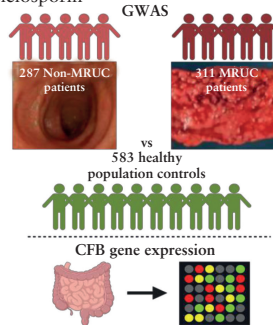 GWAS
287 Non-MRUC
patients
311 MRUC
patients
vs
583 healthy
population controls
CFB gene expression